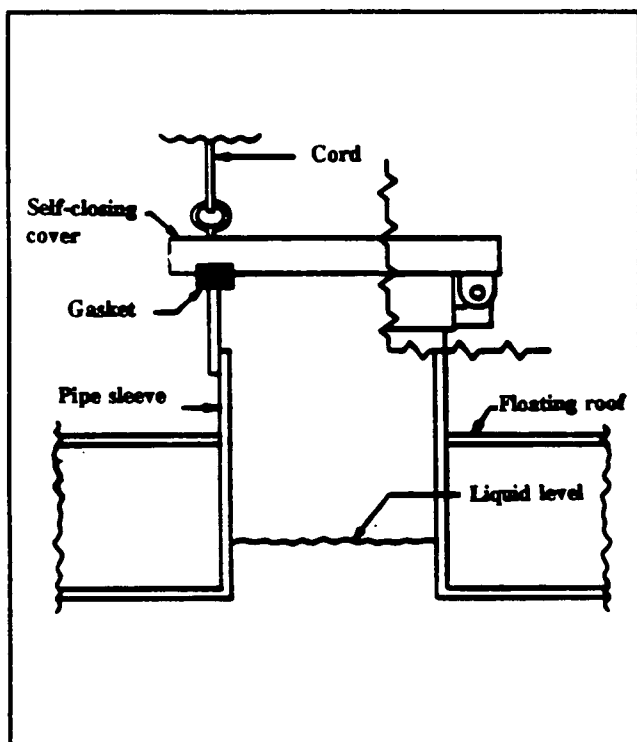 Cord
Self-closing
cover
Gasket
Pipe sleeve
Floating roof
Liquid level